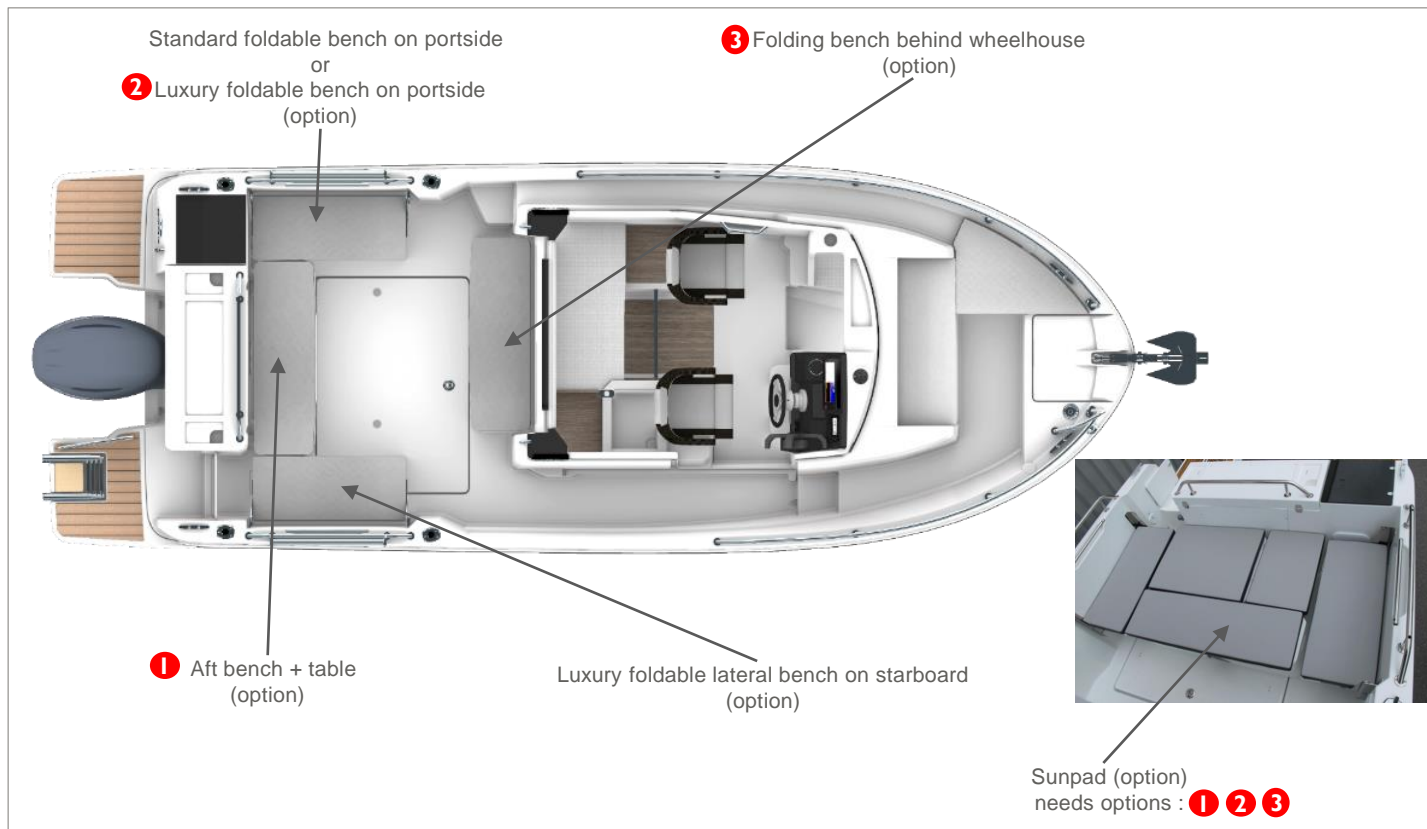 Standard foldable bench on portside
or
2 Luxury foldable bench on portside
(option)
3 Folding bench behind wheelhouse
(option)
1 Aft bench + table
(option)
Luxury foldable lateral bench on starboard
(option)
Sunpad (option)
needs options : 1 2 3